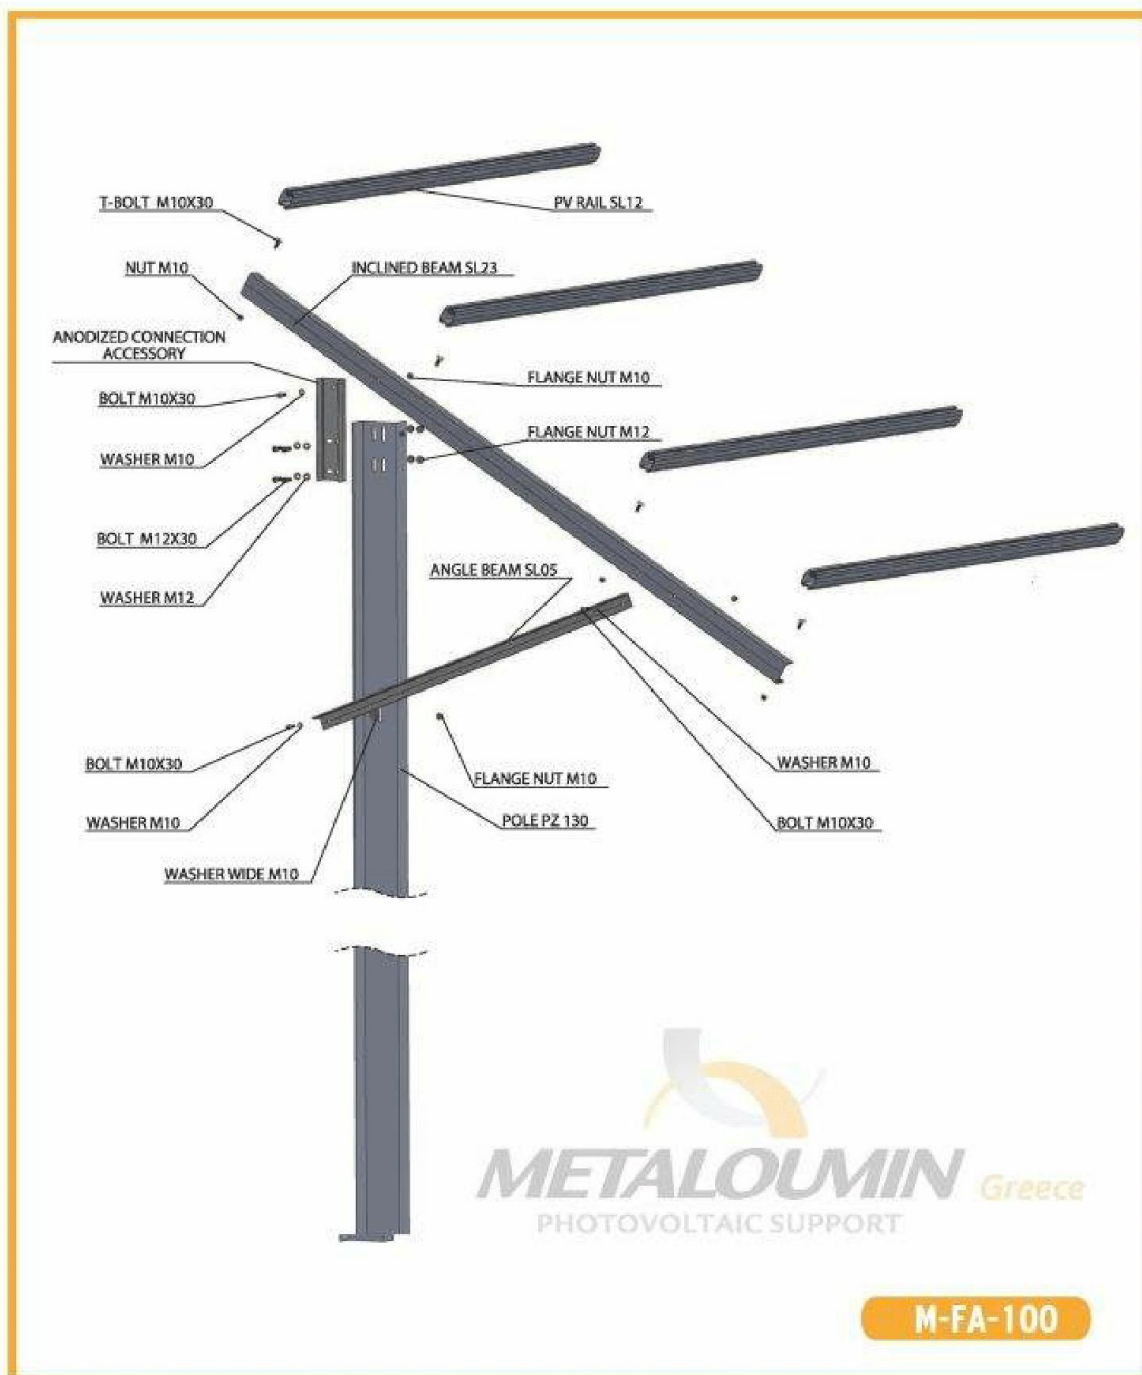 PV RAIL SL12
T-BOLT M10X30
NUT M10
INCLINED BEAM SL23
ANODIZED CONNECTION
ACCESSORY
FLANGE NUT M10
BOLT M10X30
FLANGE NUT M12
WASHER M10
BOLT M12X30
ANGLE BEAM SL05
WASHER M12
BOLT M10X30
WASHER M10
FLANGE NUT M10
WASHER M10
POLE PZ 130
BOLT M10X30
WASHER WIDE M10
METALOUMIN Greece
PHOTOVOLTAIC SUPPORT
M-FA-100